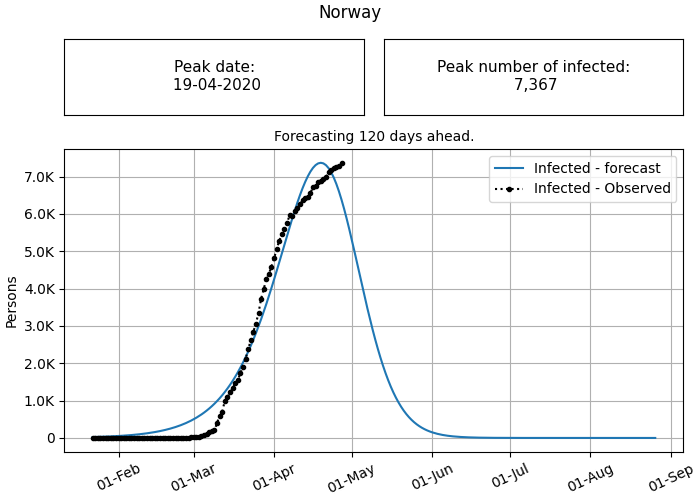 Norway
Peak date:
19-04-2020
Peak number of infected:
7,367
Forecasting 120 days ahead.
Infected - forecast
Infected - Observed
7.0K
6.0K
5.0K
4.0K
3.0K
2.0K
1.0K
0
Persons
01-Feb
01-Mar
01-Apr
01-May
01-Jun
01-Jul
01-Aug
01-Sep